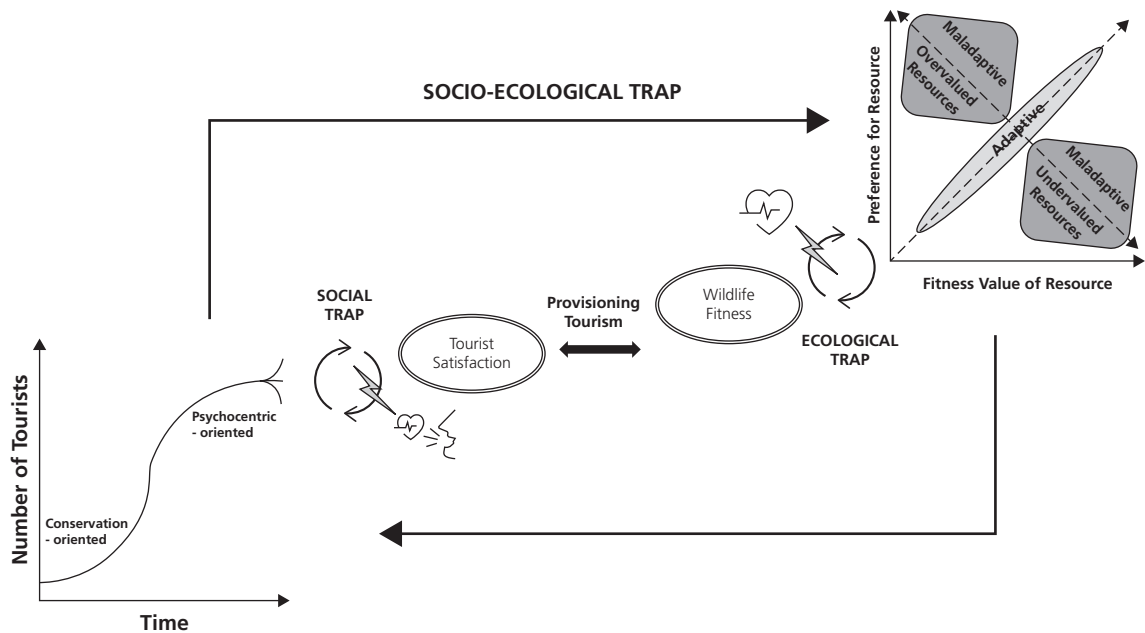 SOCIO-ECOLOGICAL TRAP
Preference for Resource
Maladaptive
Overvalued
Resources
Adaptive
Maladaptive
Undervalued
Resources
Fitness Value of Resource
SOCIAL
TRAP
Tourist
Satisfaction
Provisioning
Tourism
Wildlife
Fitness
ECOLOGICAL
TRAP
Number of Tourists
Psychocentric
- oriented
Conservation
- oriented
Time